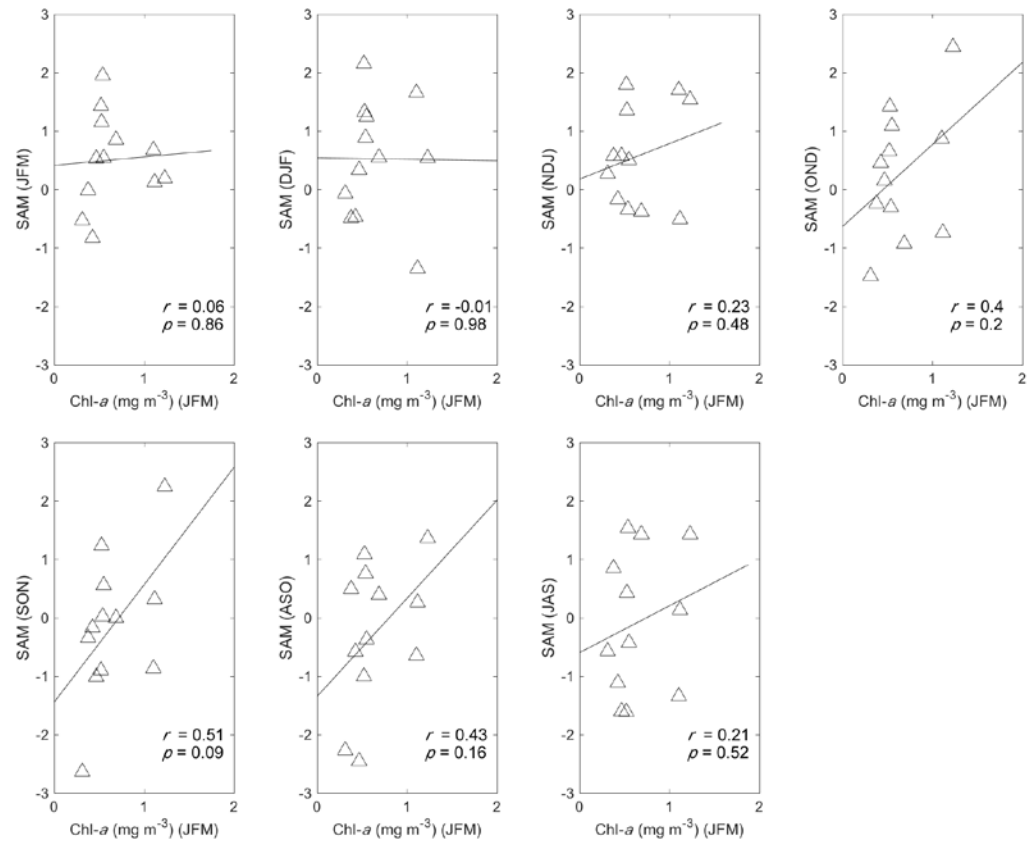 3
2
1
0
-1
-2
-3
SAM (JFM)
r = 0.06
p = 0.86
0 1 2
Chl-a (mg m⁻³) (JFM)
3
2
1
0
-1
-2
-3
SAM (DJF)
r = -0.01
p = 0.98
0 1 2
Chl-a (mg m⁻³) (JFM)
3
2
1
0
-1
-2
-3
SAM (NDJ)
r = 0.23
p = 0.48
0 1 2
Chl-a (mg m⁻³) (JFM)
3
2
1
0
-1
-2
-3
SAM (OND)
r = 0.4
p = 0.2
0 1 2
Chl-a (mg m⁻³) (JFM)
3
2
1
0
-1
-2
-3
SAM (SON)
r = 0.51
p = 0.09
0 1 2
Chl-a (mg m⁻³) (JFM)
3
2
1
0
-1
-2
-3
SAM (ASO)
r = 0.43
p = 0.16
0 1 2
Chl-a (mg m⁻³) (JFM)
3
2
1
0
-1
-2
-3
SAM (JAS)
r = 0.21
p = 0.52
0 1 2
Chl-a (mg m⁻³) (JFM)